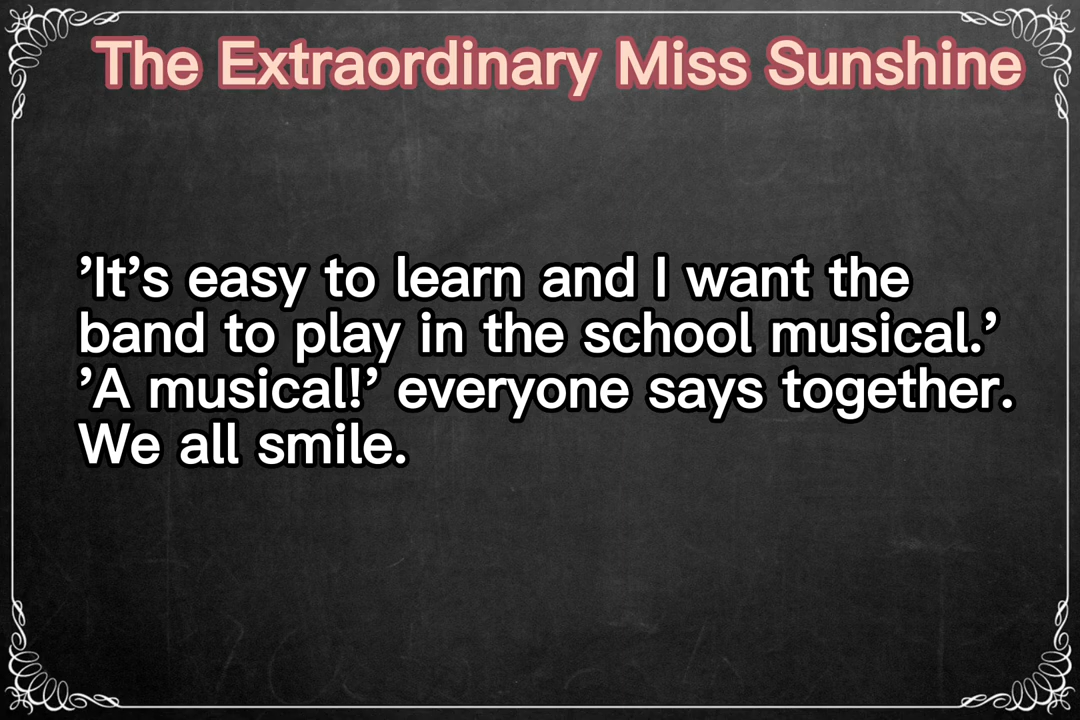 The Extraordinary Miss Sunshine
’It’s easy to learn and I want the
band to play in the school musical.’
’A musical!’ everyone says together.
We all smile.